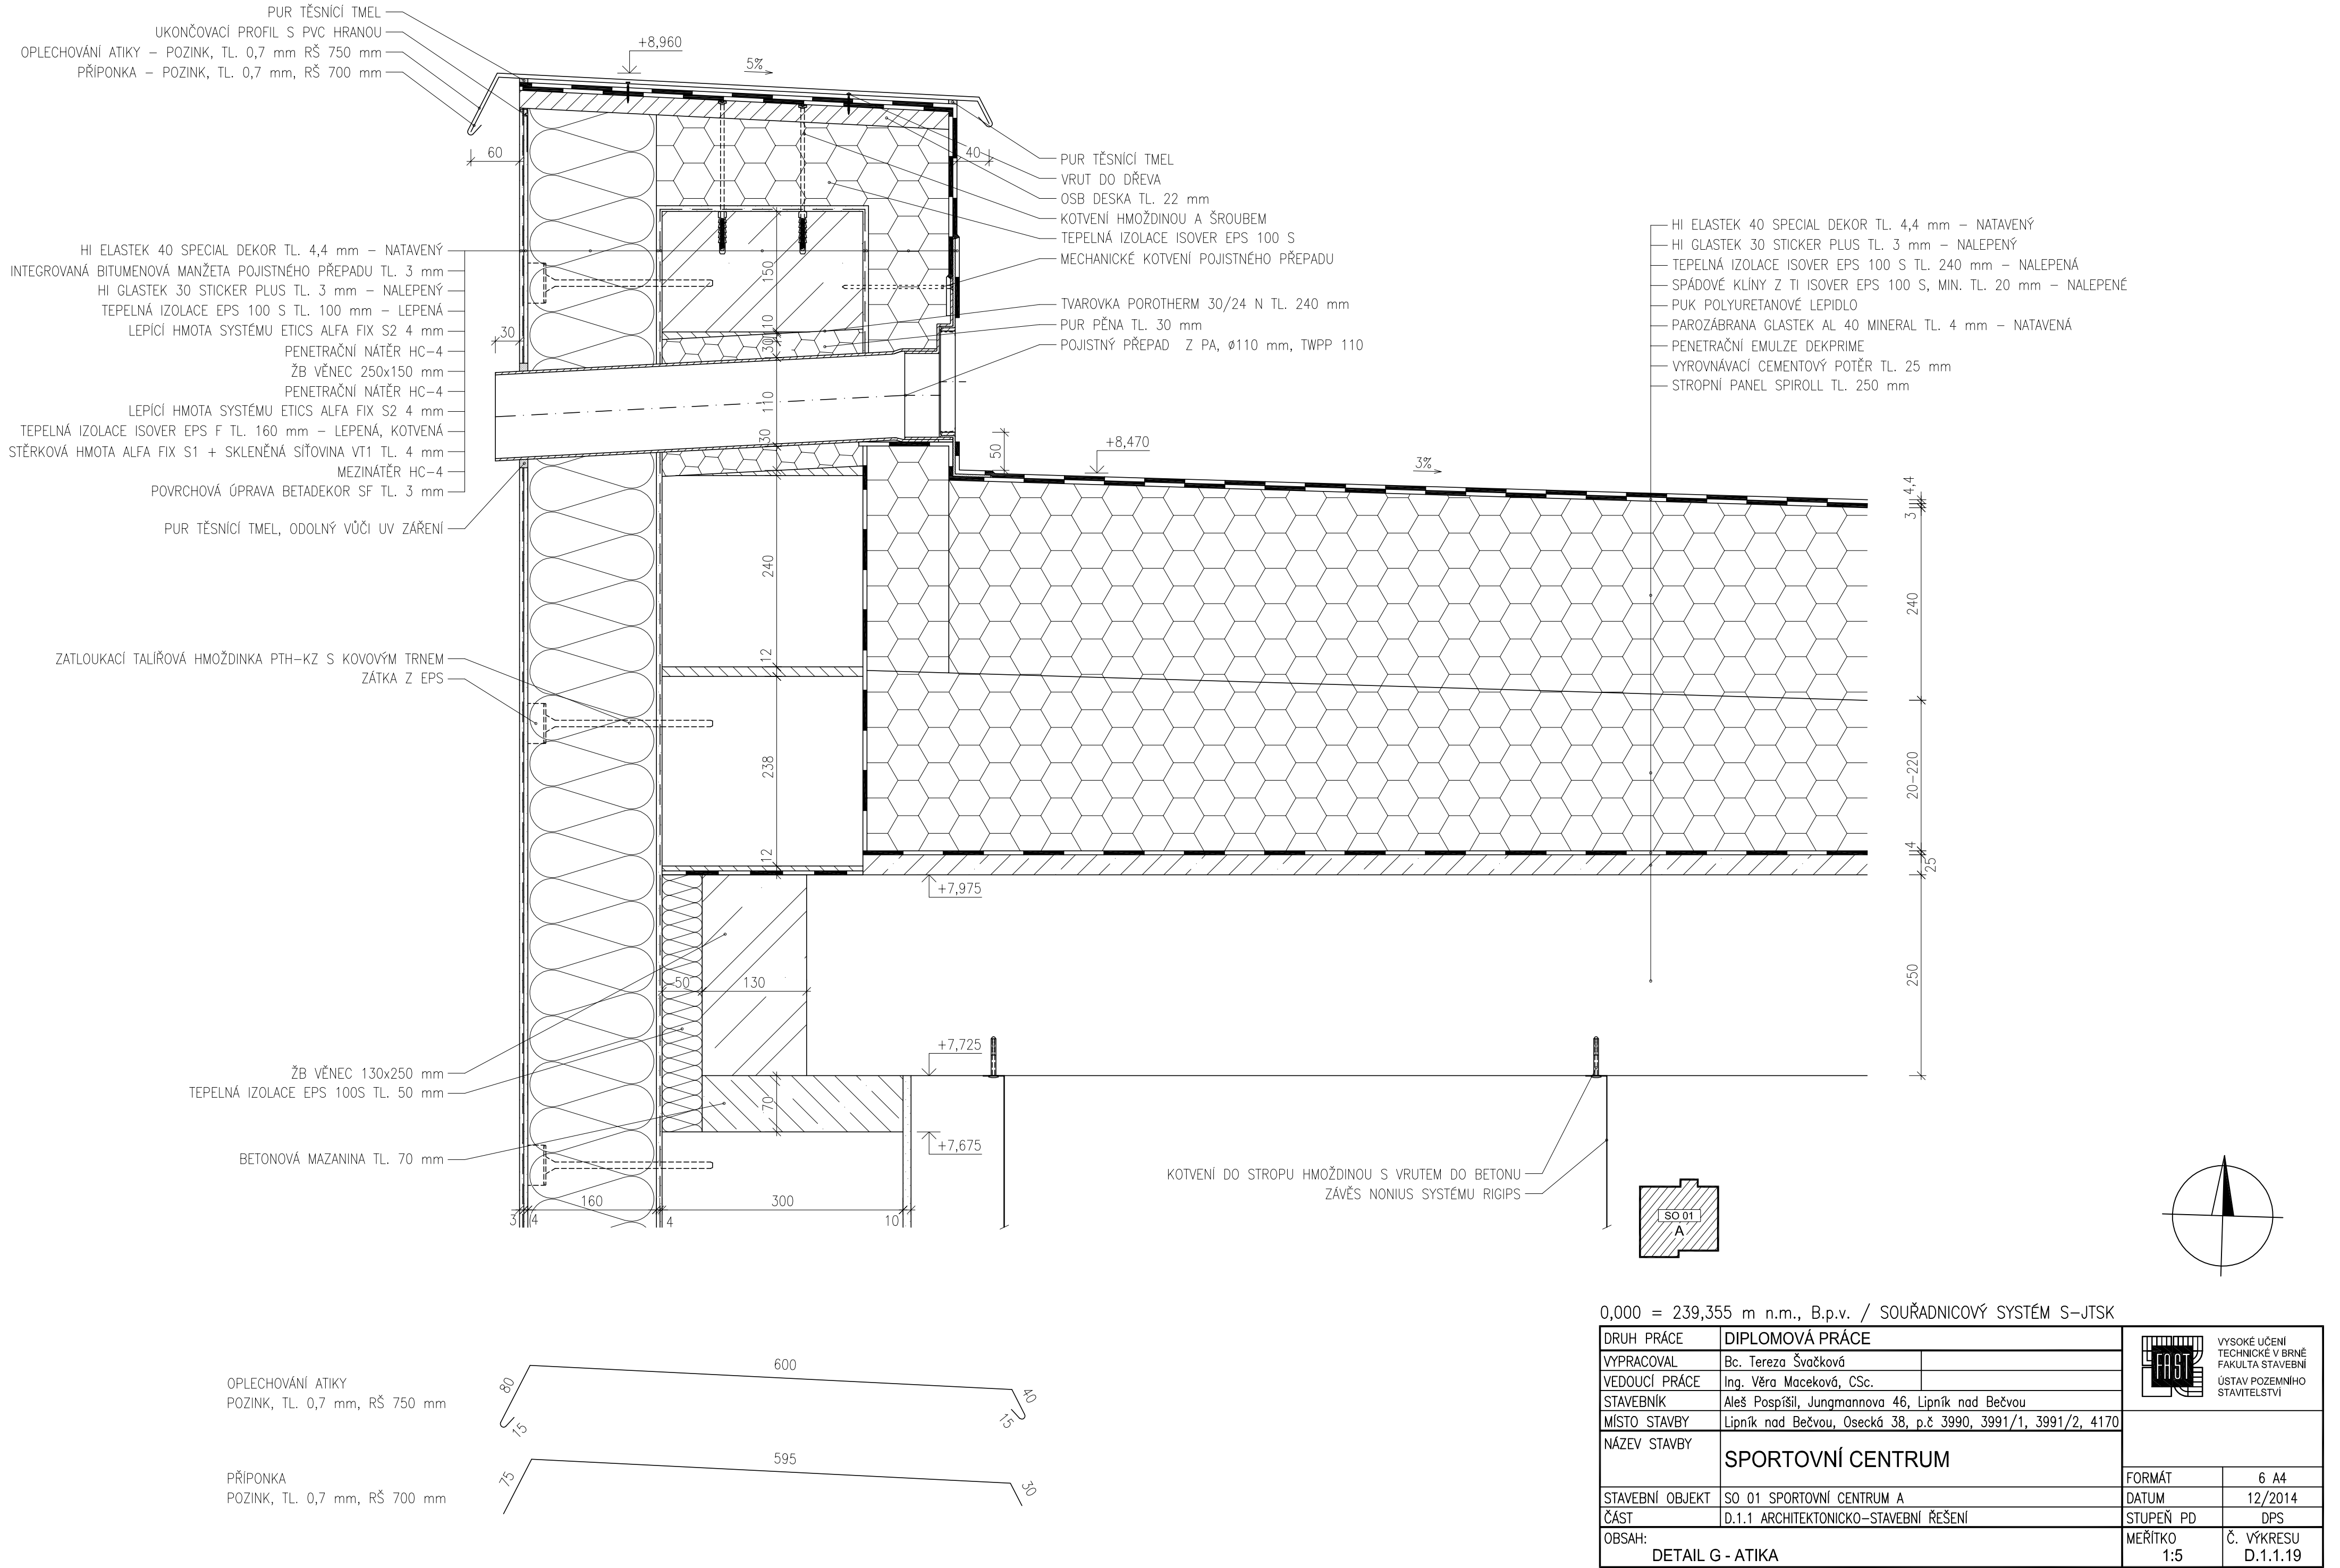 PUR TĚSNÍCÍ TMEL
UKONČOVACÍ PROFIL S PVC HRANOU
OPLECHOVÁNÍ ATIKY – POZINK, TL. 0,7 mm RŠ 750 mm
PŘÍPONKA – POZINK, TL. 0,7 mm, RŠ 700 mm
+8,960
5%
60
40
PUR TĚSNÍCÍ TMEL
VRUT DO DŘEVA
OSB DESKA TL. 22 mm
KOTVENÍ HMOŽDINOU A ŠROUBEM
TEPELNÁ IZOLACE ISOVER EPS 100 S
MECHANICKÉ KOTVENÍ POJISTNÉHO PŘEPADU
TVAROVKA POROTHERM 30/24 N TL. 240 mm
PUR PĚNA TL. 30 mm
POJISTNÝ PŘEPAD Z PA, ø110 mm, TWPP 110
HI ELASTEK 40 SPECIAL DEKOR TL. 4,4 mm – NATAVENÝ
HI GLASTEK 30 STICKER PLUS TL. 3 mm – NALEPENÝ
TEPELNÁ IZOLACE ISOVER EPS 100 S TL. 240 mm – NALEPENÁ
SPÁDOVÉ KLÍNY Z TI ISOVER EPS 100 S, MIN. TL. 20 mm – NALEPENÉ
PUK POLYURETANOVÉ LEPIDLO
PAROZÁBRANA GLASTEK AL 40 MINERAL TL. 4 mm – NATAVENÁ
PENETRAČNÍ EMULZE DEKPRIME
VYROVNÁVACÍ CEMENTOVÝ POTĚR TL. 25 mm
STROPNÍ PANEL SPIROLL TL. 250 mm
HI ELASTEK 40 SPECIAL DEKOR TL. 4,4 mm – NATAVENÝ
INTEGROVANÁ BITUMENOVÁ MANŽETA POJISTNÉHO PŘEPADU TL. 3 mm
HI GLASTEK 30 STICKER PLUS TL. 3 mm – NALEPENÝ
TEPELNÁ IZOLACE EPS 100 S TL. 100 mm – LEPENÁ
LEPÍCÍ HMOTA SYSTÉMU ETICS ALFA FIX S2 4 mm
PENETRAČNÍ NÁTĚR HC–4
ŽB VĚNEC 250x150 mm
PENETRAČNÍ NÁTĚR HC–4
LEPÍCÍ HMOTA SYSTÉMU ETICS ALFA FIX S2 4 mm
TEPELNÁ IZOLACE ISOVER EPS F TL. 160 mm – LEPENÁ, KOTVENÁ
STĚRKOVÁ HMOTA ALFA FIX S1 + SKLENĚNÁ SÍŤOVINA VT1 TL. 4 mm
MEZINÁTĚR HC–4
POVRCHOVÁ ÚPRAVA BETADEKOR SF TL. 3 mm
PUR TĚSNÍCÍ TMEL, ODOLNÝ VŮČI UV ZÁŘENÍ
30
150
10
30
110
30
240
12
238
12
50
+8,470
3%
4,4
3
240
20–220
4
25
250
ZATLOUKACÍ TALÍŘOVÁ HMOŽDINKA PTH–KZ S KOVOVÝM TRNEM
ZÁTKA Z EPS
+7,975
50
130
+7,725
70
+7,675
ŽB VĚNEC 130x250 mm
TEPELNÁ IZOLACE EPS 100S TL. 50 mm
BETONOVÁ MAZANINA TL. 70 mm
3
4
160
4
300
10
KOTVENÍ DO STROPU HMOŽDINOU S VRUTEM DO BETONU
ZÁVĚS NONIUS SYSTÉMU RIGIPS
SO 01
A
OPLECHOVÁNÍ ATIKY
POZINK, TL. 0,7 mm, RŠ 750 mm
80
15
600
40
15
PŘÍPONKA
POZINK, TL. 0,7 mm, RŠ 700 mm
75
595
30
0,000 = 239,355 m n.m., B.p.v. / SOUŘADNICOVÝ SYSTÉM S–JTSK
DRUH PRÁCE DIPLOMOVÁ PRÁCE
VYPRACOVAL Bc. Tereza Švačková
VEDOUCÍ PRÁCE Ing. Věra Maceková, CSc.
STAVEBNÍK Aleš Pospíšil, Jungmannova 46, Lipník nad Bečvou
MÍSTO STAVBY Lipník nad Bečvou, Osecká 38, p.č 3990, 3991/1, 3991/2, 4170
NÁZEV STAVBY SPORTOVNÍ CENTRUM
STAVEBNÍ OBJEKT SO 01 SPORTOVNÍ CENTRUM A
ČÁST D.1.1 ARCHITEKTONICKO–STAVEBNÍ ŘEŠENÍ
OBSAH:
DETAIL G - ATIKA
FAST
VYSOKÉ UČENÍ
TECHNICKÉ V BRNĚ
FAKULTA STAVEBNÍ
ÚSTAV POZEMNÍHO
STAVITELSTVÍ
FORMÁT 6 A4
DATUM 12/2014
STUPEŇ PD DPS
MEŘÍTKO 1:5
Č. VÝKRESU D.1.1.19